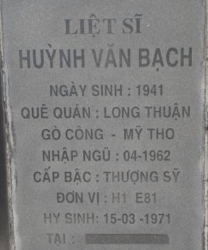 LIỆT SĨ
HUỲNH VĂN BẠCH
NGÀY SINH : 1941
QUÊ QUÁN : LONG THUẬN
GÒ CÔNG - MỸ THO
NHẬP NGŨ : 04-1962
CẤP BẬC : THƯỢNG SỸ
ĐƠN VỊ : H1 E81
HY SINH: 15-03-1971
TẠI :